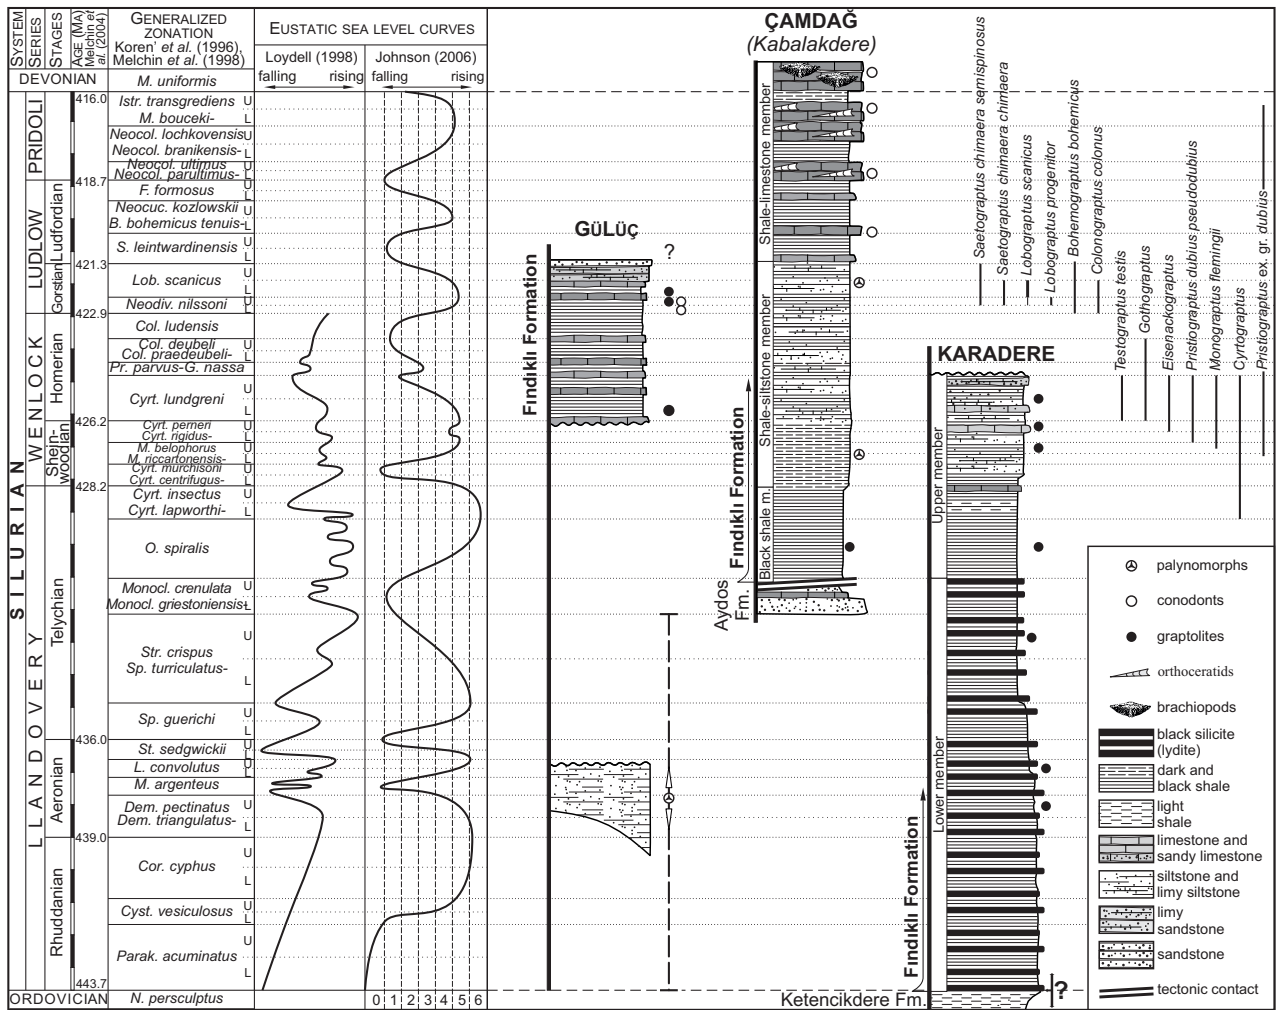 SYSTEM
SERIES
STAGES
AGE (MA)
Melchin et
al. (2004)
GENERALIZED
ZONATION
Koren' et al. (1996),
Melchin et al. (1998)
EUSTATIC SEA LEVEL CURVES
Loydell (1998)
falling rising
Johnson (2006)
falling rising
DEVONIAN
M. uniformis
SILURIAN
PRIDOLI
LUDLOW
WENLOCK
LLANDOVERY
Ludfordian
Gorstian
Homerian
Shein-
woodian
Telychian
Aeronian
Rhuddanian
416.0
418.7
421.3
422.9
426.2
428.2
436.0
439.0
443.7
Istr. transgrediens U
M. bouceki- L
Neocol. lochkovensis U
Neocol. branikensis- L
Neocol. ultimus U
Neocol. parultimus- L
F. formosus U
L
Neocuc. kozlowskii U
B. bohemicus tenuis- L
S. leintwardinensis U
L
Lob. scanicus U
L
Neodiv. nilssoni U
L
Col. ludensis
Col. deubeli U
Col. praedeubeli- L
Pr. parvus-G. nassa
Cyrt. lundgreni U
L
Cyrt. perneri U
Cyrt. rigidus- L
M. belophorus U
M. riccartonensis- L
Cyrt. murchisoni U
Cyrt. centrifugus- L
Cyrt. insectus U
Cyrt. lapworthi- L
O. spiralis
Monocl. crenulata U
Monocl. griestoniensis- L
U
Str. crispus
Sp. turriculatus-
L
Sp. guerichi U
L
St. sedgwickii U
L
L. convolutus U
L
M. argenteus
Dem. pectinatus U
Dem. triangulatus- L
Cor. cyphus U
L
Cyst. vesiculosus U
L
Parak. acuminatus U
L
ORDOVICIAN
N. persculptus
0 1 2 3 4 5 6
GüLüç
?
Fındıklı Formation
ÇAMDAĞ
(Kabalakdere)
Shale-limestone member
Shale-siltstone member
Black shale m.
Fındıklı Formation
Aydos
Fm.
KARADERE
Upper member
Lower member
Fındıklı Formation
Ketencikdere Fm.
?
Saetograptus chimaera semispinosus
Saetograptus chimaera chimaera
Lobograptus scanicus
Lobograptus progenitor
Bohemograptus bohemicus
Colonograptus colonus
Testograptus testis
Gothograptus
Eisenackograptus
Pristiograptus dubius pseudodubius
Monograptus flemingii
Cyrtograptus
Pristiograptus ex. gr. dubius
palynomorphs
conodonts
graptolites
orthoceratids
brachiopods
black silicite
(lydite)
dark and
black shale
light
shale
limestone and
sandy limestone
siltstone and
limy siltstone
limy
sandstone
sandstone
tectonic contact